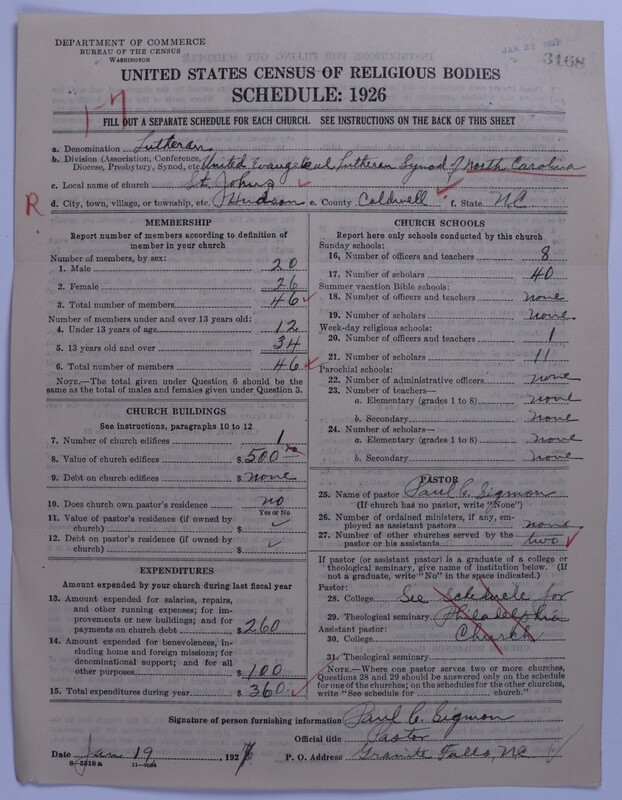 DEPARTMENT OF COMMERCE
BUREAU OF THE CENSUS
WASHINGTON
3168
UNITED STATES CENSUS OF RELIGIOUS BODIES
SCHEDULE: 1926
1-7
FILL OUT A SEPARATE SCHEDULE FOR EACH CHURCH. SEE INSTRUCTIONS ON THE BACK OF THIS SHEET
a. Denomination Lutheran
b. Division (Association, Conference,
Diocese, Presbytery, Synod, etc.) United Evangelical Lutheran Synod of North Carolina
c. Local name of church St. Johns
R d. City, town, village, or township, etc. Hudson e. County Caldwell f. State NC
MEMBERSHIP
Report number of members according to definition of
member in your church
Number of members, by sex:
1. Male 20
2. Female 26
3. Total number of members 46
Number of members under and over 13 years old:
4. Under 13 years of age 12
5. 13 years old and over 34
6. Total number of members 46
NOTE.—The total given under Question 6 should be
the same as the total of males and females given under Question 3.
CHURCH BUILDINGS
See instructions, paragraphs 10 to 12
7. Number of church edifices 1
8. Value of church edifices $ 500
9. Debt on church edifices $ none
10. Does church own pastor's residence no
Yes or No
11. Value of pastor's residence (if owned by
church) $ ✓
12. Debt on pastor's residence (if owned by
church) $ ✓
EXPENDITURES
Amount expended by your church during last fiscal year
13. Amount expended for salaries, repairs,
and other running expenses; for im-
provements or new buildings; and for
payments on church debt $ 260
14. Amount expended for benevolences, in-
cluding home and foreign missions; for
denominational support; and for all
other purposes $ 100
15. Total expenditures during year $ 360
CHURCH SCHOOLS
Report here only schools conducted by this church
Sunday schools:
16. Number of officers and teachers 8
17. Number of scholars 40
Summer vacation Bible schools:
18. Number of officers and teachers none
19. Number of scholars none
Week-day religious schools:
20. Number of officers and teachers 1
21. Number of scholars 11
Parochial schools:
22. Number of administrative officers none
23. Number of teachers—
a. Elementary (grades 1 to 8) none
b. Secondary none
24. Number of scholars—
a. Elementary (grades 1 to 8) none
b. Secondary none
PASTOR
25. Name of pastor Paul C. Sigmon
(If church has no pastor, write "None")
26. Number of ordained ministers, if any, em-
ployed as assistant pastors none
27. Number of other churches served by the
pastor or his assistants two
If pastor (or assistant pastor) is a graduate of a college or
theological seminary, give name of institution below. (If
not a graduate, write "No" in the space indicated.)
Pastor:
28. College See Schedule for
29. Theological seminary Philadelphia
Assistant pastor:
30. College Church
31. Theological seminary
NOTE.—Where one pastor serves two or more churches,
Questions 28 and 29 should be answered only on the schedule
for one of the churches; on the schedules for the other churches,
write "See schedule for church."
Signature of person furnishing information Paul C. Sigmon
Official title Pastor
Date Jan 19, 1927 P. O. Address Granite Falls, NC
8-5518a 11-9084